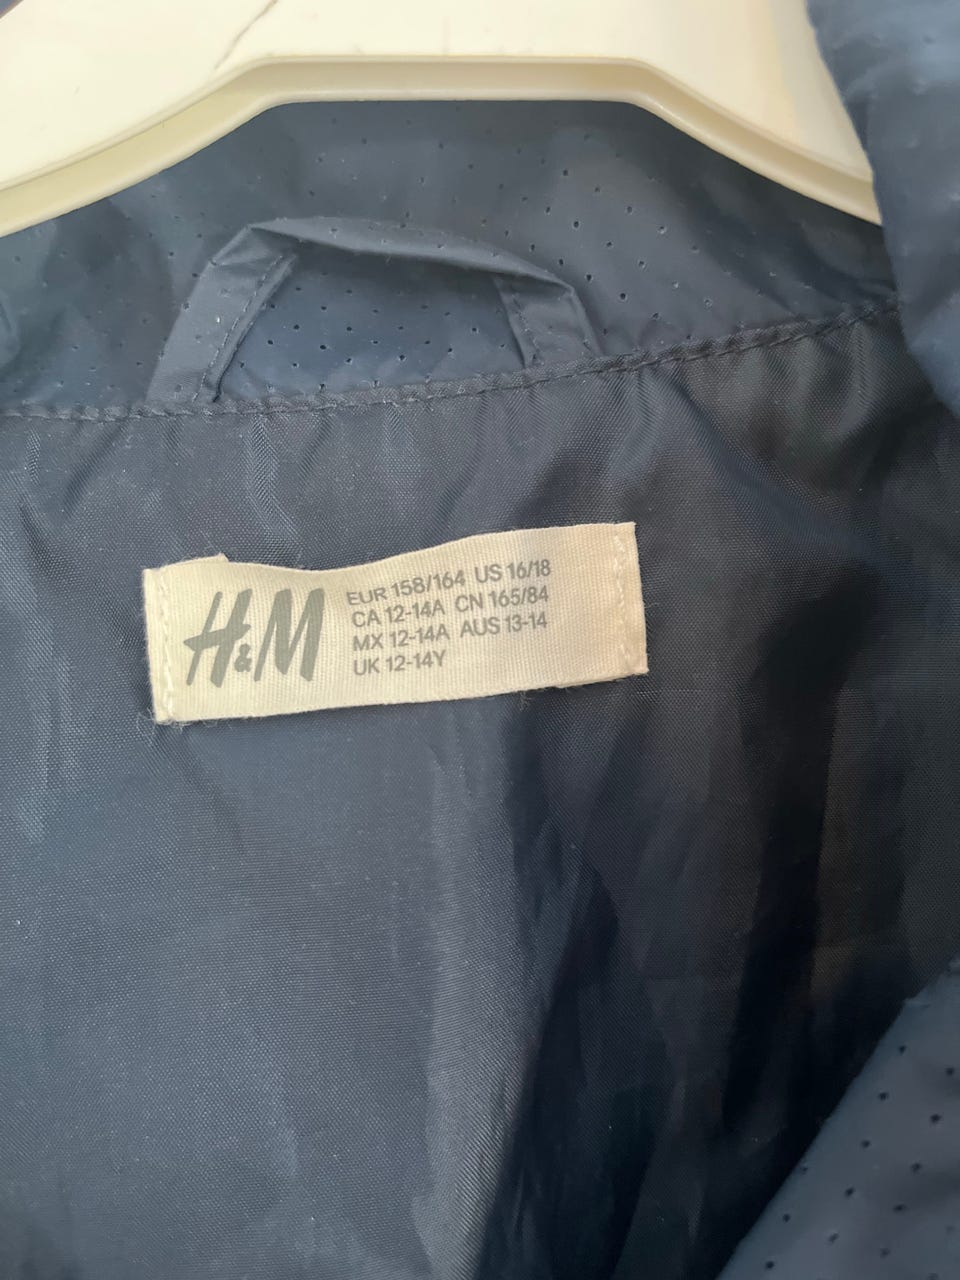 H&M
EUR 158/164 US 16/18
CA 12-14A CN 165/84
MX 12-14A AUS 13-14
UK 12-14Y